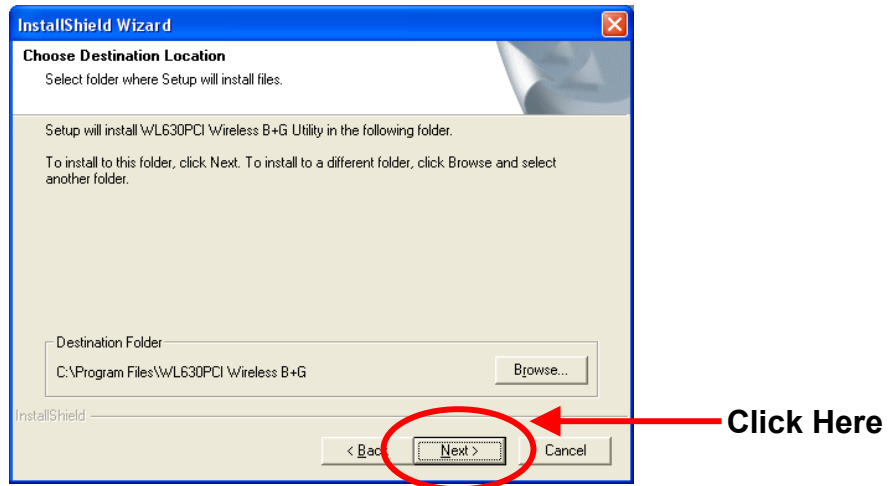 InstallShield Wizard
Choose Destination Location
Select folder where Setup will install files.
Setup will install WL630PCI Wireless B+G Utility in the following folder.
To install to this folder, click Next. To install to a different folder, click Browse and select
another folder.
Destination Folder
C:\Program Files\WL630PCI Wireless B+G
Browse...
InstallShield
Click Here
< Back
Next >
Cancel